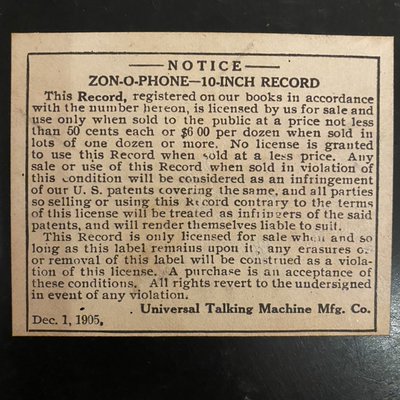 NOTICE
ZON-O-PHONE—10-INCH RECORD
This Record, registered on our books in accordance
with the number hereon, is licensed by us for sale and
use only when sold to the public at a price not less
than 50 cents each or $6 00 per dozen when sold in
lots of one dozen or more. No license is granted
to use this Record when sold at a less price. Any
sale or use of this Record when sold in violation of
this condition will be considered as an infringement
of our U. S. patents covering the same, and all parties
so selling or using this Record contrary to the terms
of this license will be treated as infringers of the said
patents, and will render themselves liable to suit.
This Record is only licensed for sale when and so
long as this label remains upon it; any erasures or
or removal of this label will be construed as a viola-
tion of this license. A purchase is an acceptance of
these conditions. All rights revert to the undersigned
in event of any violation.
Universal Talking Machine Mfg. Co.
Dec. 1, 1905.